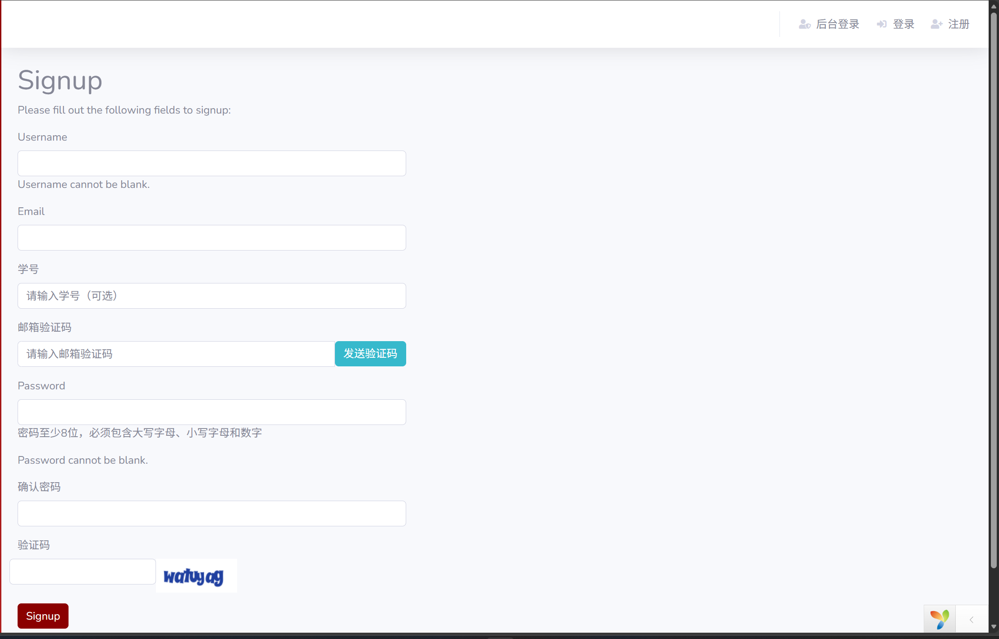 后台登录 登录 注册
Signup
Please fill out the following fields to signup:
Username
Username cannot be blank.
Email
学号
请输入学号（可选）
邮箱验证码
请输入邮箱验证码 发送验证码
Password
密码至少8位，必须包含大写字母、小写字母和数字
Password cannot be blank.
确认密码
验证码
watuyag
Signup